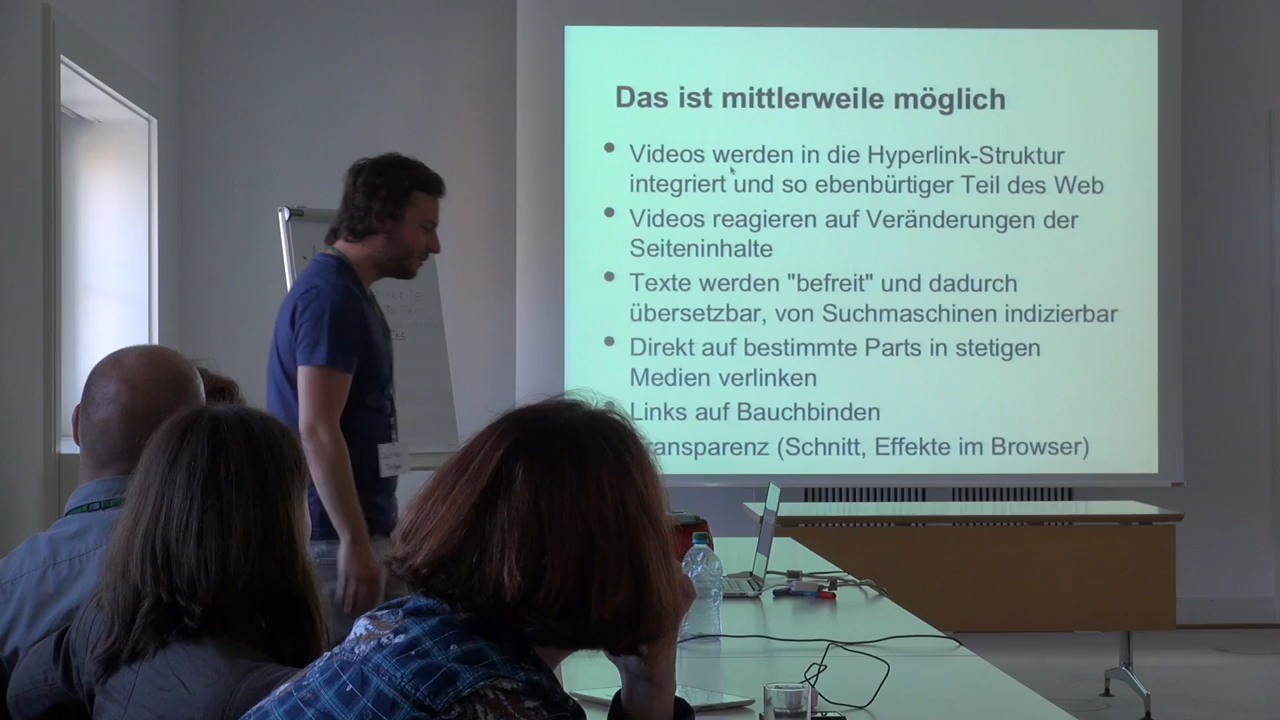 Das ist mittlerweile möglich
• Videos werden in die Hyperlink-Struktur
integriert und so ebenbürtiger Teil des Web
• Videos reagieren auf Veränderungen der
Seiteninhalte
• Texte werden "befreit" und dadurch
übersetzbar, von Suchmaschinen indizierbar
• Direkt auf bestimmte Parts in stetigen
Medien verlinken
• Links auf Bauchbinden
ansparenz (Schnitt, Effekte im Browser)